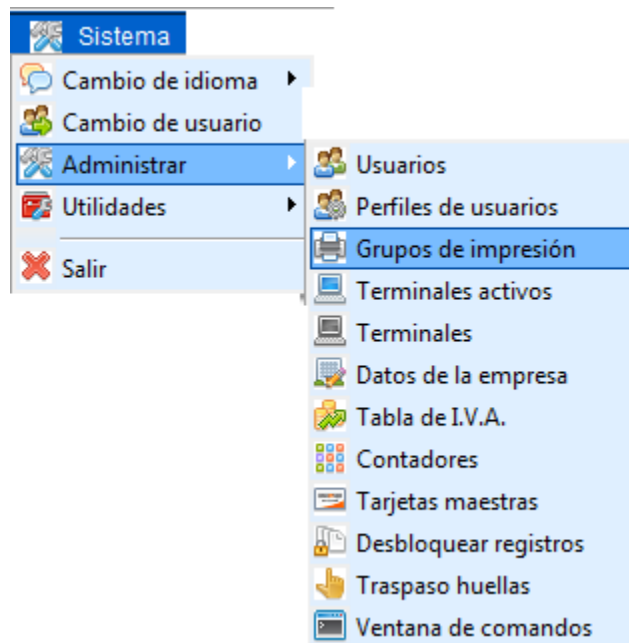 Sistema
Cambio de idioma
Cambio de usuario
Administrar
Utilidades
Salir
Usuarios
Perfiles de usuarios
Grupos de impresión
Terminales activos
Terminales
Datos de la empresa
Tabla de I.V.A.
Contadores
Tarjetas maestras
Desbloquear registros
Traspaso huellas
Ventana de comandos